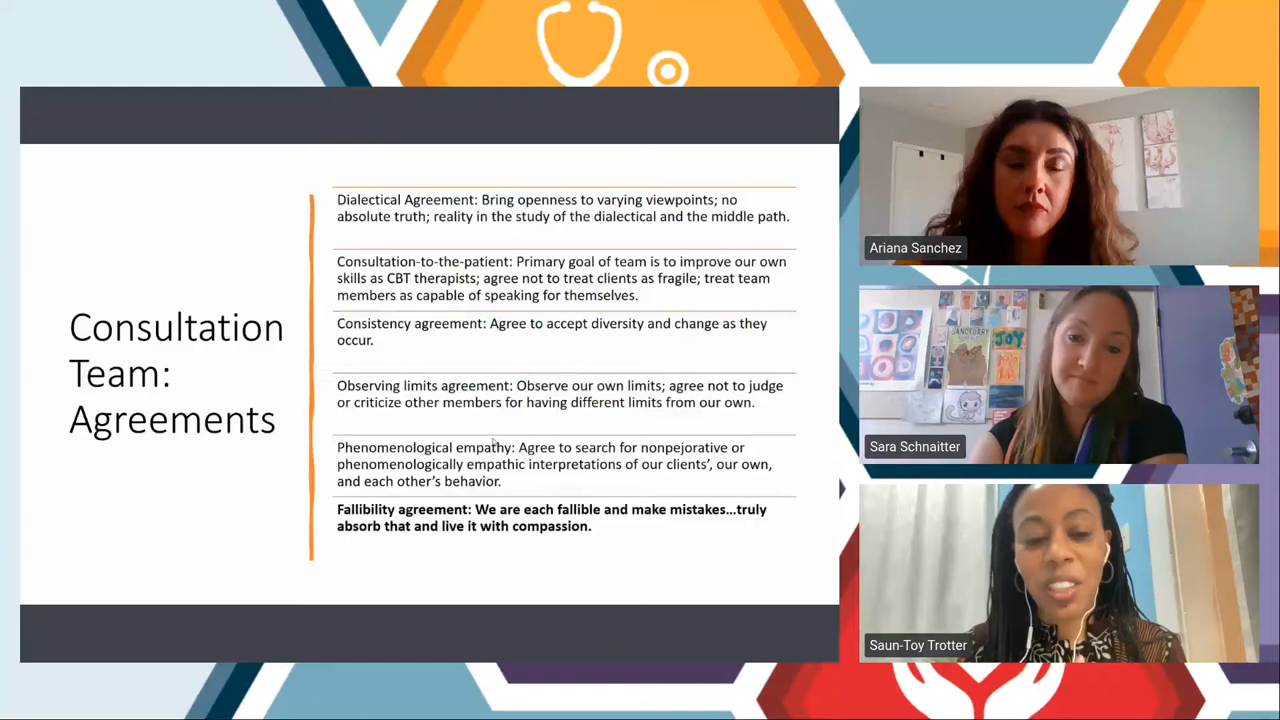 Consultation
Team:
Agreements
Dialectical Agreement: Bring openness to varying viewpoints; no
absolute truth; reality in the study of the dialectical and the middle path.
Consultation-to-the-patient: Primary goal of team is to improve our own
skills as CBT therapists; agree not to treat clients as fragile; treat team
members as capable of speaking for themselves.
Consistency agreement: Agree to accept diversity and change as they
occur.
Observing limits agreement: Observe our own limits; agree not to judge
or criticize other members for having different limits from our own.
Phenomenological empathy: Agree to search for nonpejorative or
phenomenologically empathic interpretations of our clients’, our own,
and each other’s behavior.
Fallibility agreement: We are each fallible and make mistakes...truly
absorb that and live it with compassion.
Ariana Sanchez
SANCTUARY
JOY
Sara Schnaitter
Saun-Toy Trotter